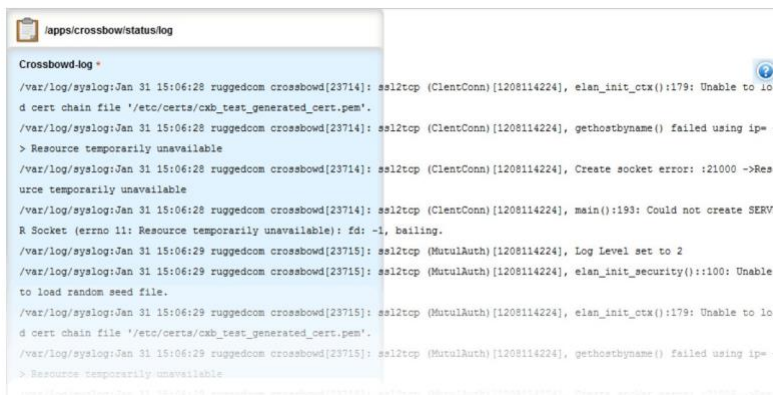 /apps/crossbow/status/log
Crossbowd-log *
/var/log/syslog:Jan 31 15:06:28 ruggedcom crossbowd[23714]: ssl2tcp (ClentConn)[1208114224], elan_init_ctx():179: Unable to lo
d cert chain file '/etc/certs/cxb_test_generated_cert.pem'.
/var/log/syslog:Jan 31 15:06:28 ruggedcom crossbowd[23714]: ssl2tcp (ClentConn)[1208114224], gethostbyname() failed using ip=
> Resource temporarily unavailable
/var/log/syslog:Jan 31 15:06:28 ruggedcom crossbowd[23714]: ssl2tcp (ClentConn)[1208114224], Create socket error: :21000 ->Res
urce temporarily unavailable
/var/log/syslog:Jan 31 15:06:28 ruggedcom crossbowd[23714]: ssl2tcp (ClentConn)[1208114224], main():193: Could not create SERV
R Socket (errno 11: Resource temporarily unavailable): fd: -1, bailing.
/var/log/syslog:Jan 31 15:06:29 ruggedcom crossbowd[23715]: ssl2tcp (MutulAuth)[1208114224], Log Level set to 2
/var/log/syslog:Jan 31 15:06:29 ruggedcom crossbowd[23715]: ssl2tcp (MutulAuth)[1208114224], elan_init_security()::100: Unable
to load random seed file.
/var/log/syslog:Jan 31 15:06:29 ruggedcom crossbowd[23715]: ssl2tcp (MutulAuth)[1208114224], elan_init_ctx():179: Unable to lo
d cert chain file '/etc/certs/cxb_test_generated_cert.pem'.
/var/log/syslog:Jan 31 15:06:29 ruggedcom crossbowd[23715]: ssl2tcp (MutulAuth)[1208114224], gethostbyname() failed using ip=
> Resource temporarily unavailable